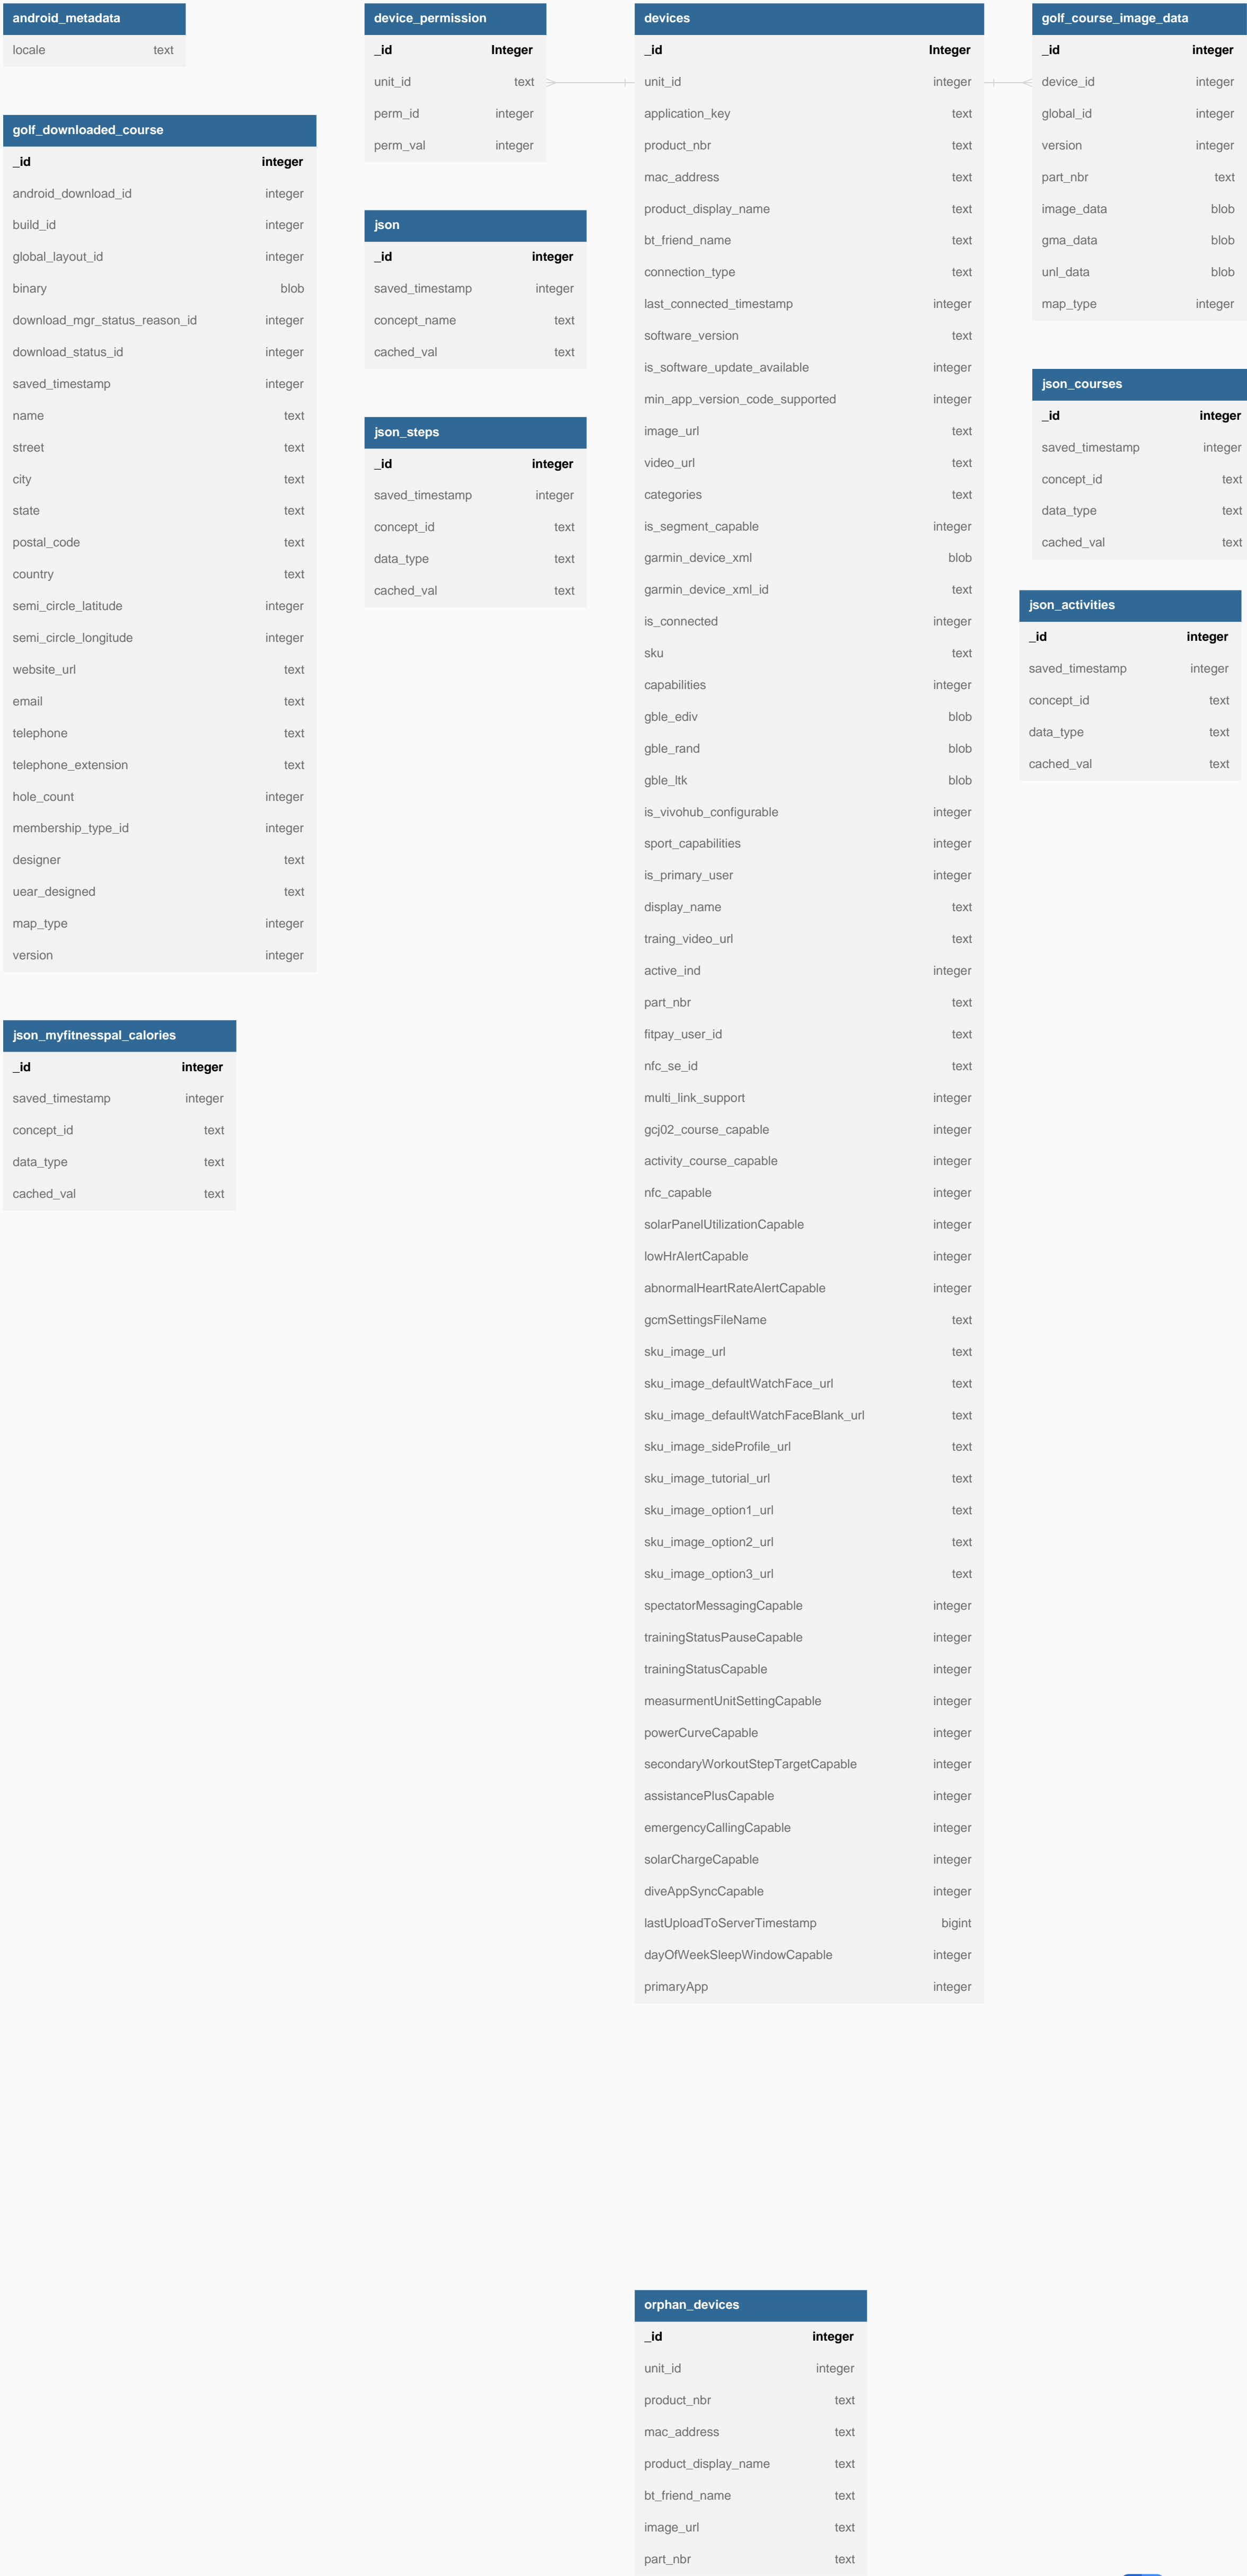 android_metadata
locale text
golf_downloaded_course
_id integer
android_download_id integer
build_id integer
global_layout_id integer
binary blob
download_mgr_status_reason_id integer
download_status_id integer
saved_timestamp integer
name text
street text
city text
state text
postal_code text
country text
semi_circle_latitude integer
semi_circle_longitude integer
website_url text
email text
telephone text
telephone_extension text
hole_count integer
membership_type_id integer
designer text
uear_designed text
map_type integer
version integer
json_myfitnesspal_calories
_id integer
saved_timestamp integer
concept_id text
data_type text
cached_val text
device_permission
_id Integer
unit_id text
perm_id integer
perm_val integer
json
_id integer
saved_timestamp integer
concept_name text
cached_val text
json_steps
_id integer
saved_timestamp integer
concept_id text
data_type text
cached_val text
devices
_id Integer
unit_id integer
application_key text
product_nbr text
mac_address text
product_display_name text
bt_friend_name text
connection_type text
last_connected_timestamp integer
software_version text
is_software_update_available integer
min_app_version_code_supported integer
image_url text
video_url text
categories text
is_segment_capable integer
garmin_device_xml blob
garmin_device_xml_id text
is_connected integer
sku text
capabilities integer
gble_ediv blob
gble_rand blob
gble_ltk blob
is_vivohub_configurable integer
sport_capabilities integer
is_primary_user integer
display_name text
traing_video_url text
active_ind integer
part_nbr text
fitpay_user_id text
nfc_se_id text
multi_link_support integer
gcj02_course_capable integer
activity_course_capable integer
nfc_capable integer
solarPanelUtilizationCapable integer
lowHrAlertCapable integer
abnormalHeartRateAlertCapable integer
gcmSettingsFileName text
sku_image_url text
sku_image_defaultWatchFace_url text
sku_image_defaultWatchFaceBlank_url text
sku_image_sideProfile_url text
sku_image_tutorial_url text
sku_image_option1_url text
sku_image_option2_url text
sku_image_option3_url text
spectatorMessagingCapable integer
trainingStatusPauseCapable integer
trainingStatusCapable integer
measurmentUnitSettingCapable integer
powerCurveCapable integer
secondaryWorkoutStepTargetCapable integer
assistancePlusCapable integer
emergencyCallingCapable integer
solarChargeCapable integer
diveAppSyncCapable integer
lastUploadToServerTimestamp bigint
dayOfWeekSleepWindowCapable integer
primaryApp integer
orphan_devices
_id integer
unit_id integer
product_nbr text
mac_address text
product_display_name text
bt_friend_name text
image_url text
part_nbr text
golf_course_image_data
_id integer
device_id integer
global_id integer
version integer
part_nbr text
image_data blob
gma_data blob
unl_data blob
map_type integer
json_courses
_id integer
saved_timestamp integer
concept_id text
data_type text
cached_val text
json_activities
_id integer
saved_timestamp integer
concept_id text
data_type text
cached_val text